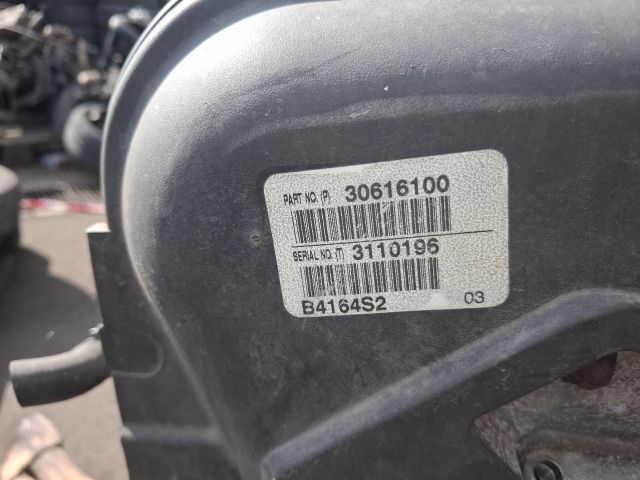 PART NO. (P) 30616100
SERIAL NO. (T) 3110196
B4164S2 03